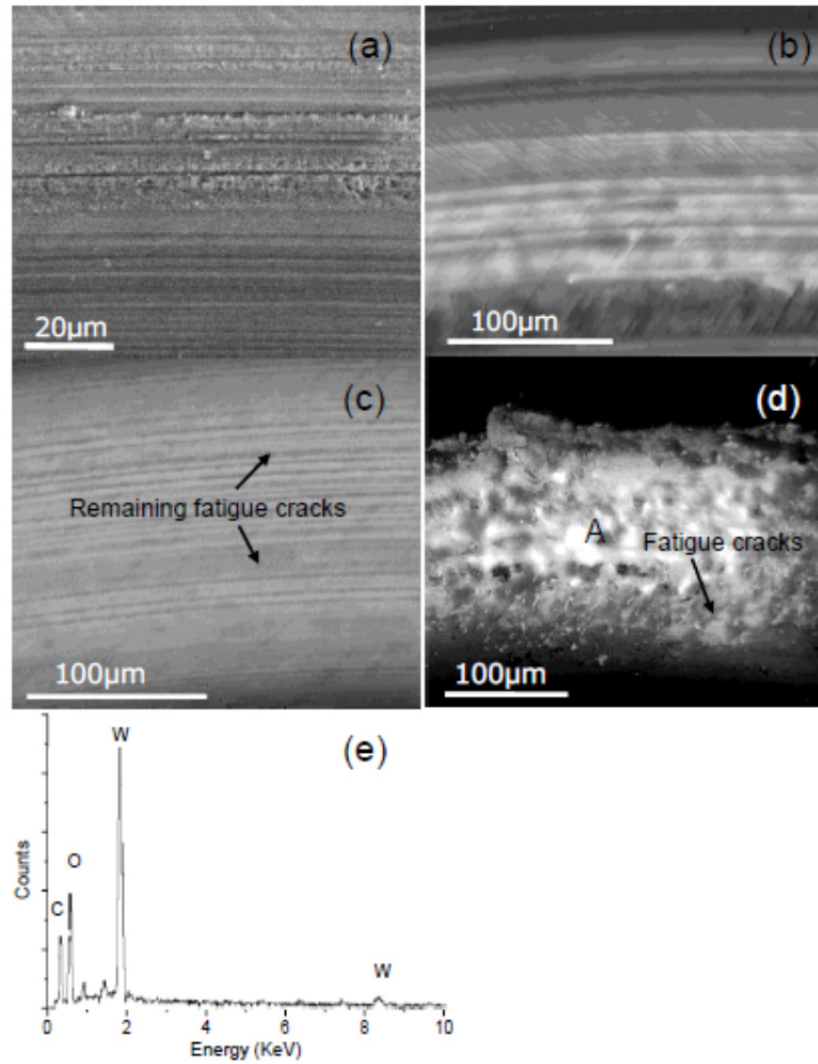 (a)
(b)
20µm
100µm
(c)
(d)
Remaining fatigue cracks
A
Fatigue cracks
100µm
100µm
(e)
W
O
C
W
Counts
0
2
4
6
8
10
Energy (KeV)